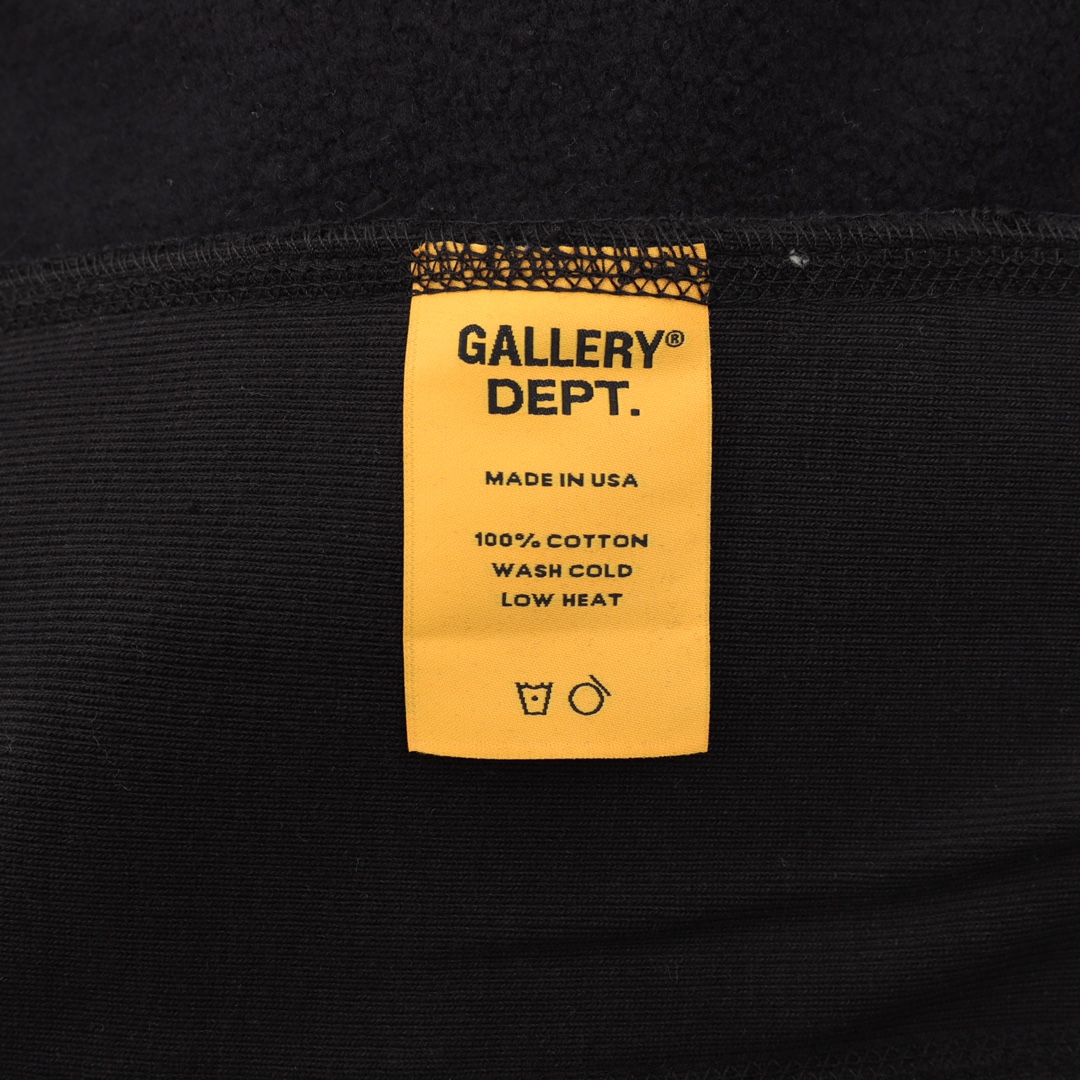 GALLERY®
DEPT.
MADE IN USA
100% COTTON
WASH COLD
LOW HEAT